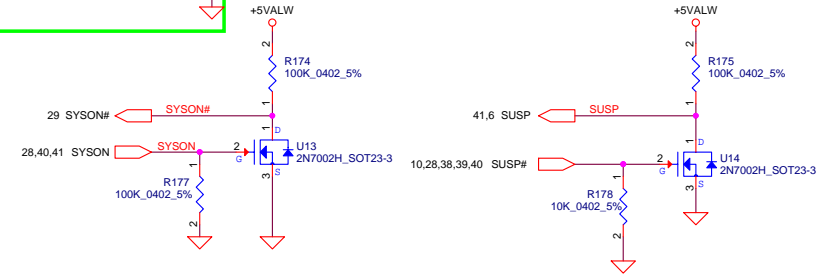 +5VALW
2
R174
100K_0402_5%
1
29 SYSON#
SYSON#
1
D
28,40,41 SYSON
SYSON
2
G
U13
2N7002H_SOT23-3
3
S
1
R177
100K_0402_5%
2
+5VALW
2
R175
100K_0402_5%
1
41,6 SUSP
SUSP
1
D
10,28,38,39,40 SUSP#
2
G
U14
2N7002H_SOT23-3
3
S
1
R178
10K_0402_5%
2